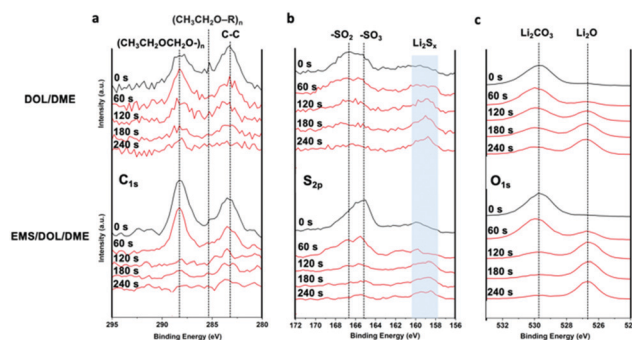 a
(CH₃CH₂O–R)ₙ
C-C
(CH₃CH₂OCH₂O-)ₙ
0 s
60 s
120 s
180 s
240 s
DOL/DME
Intensity (a.u.)
C₁ₛ
0 s
60 s
120 s
180 s
240 s
EMS/DOL/DME
Intensity (a.u.)
295
290
285
280
Binding Energy (eV)
b
-SO₂
-SO₃
Li₂Sₓ
0 s
60 s
120 s
180 s
240 s
S₂ₚ
0 s
60 s
120 s
180 s
240 s
172
170
168
166
164
162
160
158
156
Binding Energy (eV)
c
Li₂CO₃
Li₂O
0 s
60 s
120 s
180 s
240 s
O₁ₛ
0 s
60 s
120 s
180 s
240 s
532
530
528
526
Binding Energy (eV)